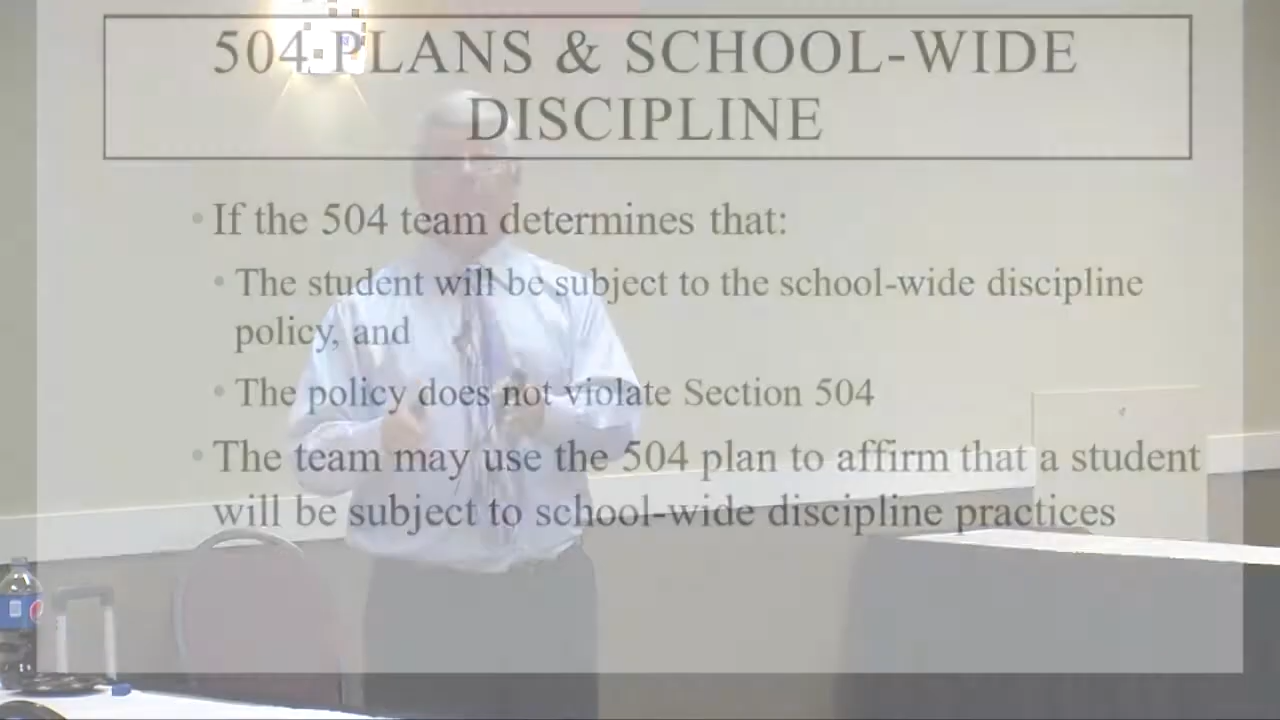 504 PLANS & SCHOOL-WIDE
DISCIPLINE
If the 504 team determines that:
The student will be subject to the school-wide discipline
policy, and
The policy does not violate Section 504
The team may use the 504 plan to affirm that a student
will be subject to school-wide discipline practices